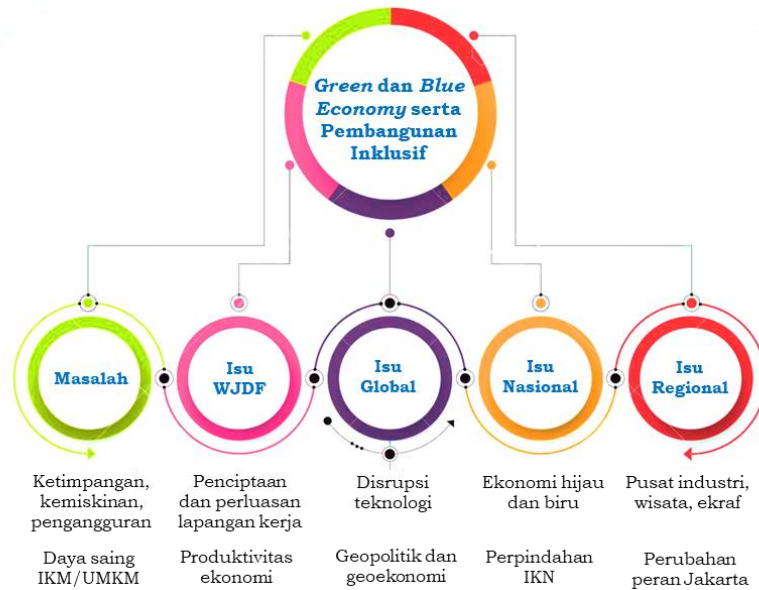 Green dan Blue
Economy serta
Pembangunan
Inklusif
Masalah
Isu
WJDF
Isu
Global
Isu
Nasional
Isu
Regional
Ketimpangan,
kemiskinan,
pengangguran
Daya saing
IKM/UMKM
Penciptaan
dan perluasan
lapangan kerja
Produktivitas
ekonomi
Disrupsi
teknologi
Geopolitik dan
geoekonomi
Ekonomi hijau
dan biru
Perpindahan
IKN
Pusat industri,
wisata, ekraf
Perubahan
peran Jakarta